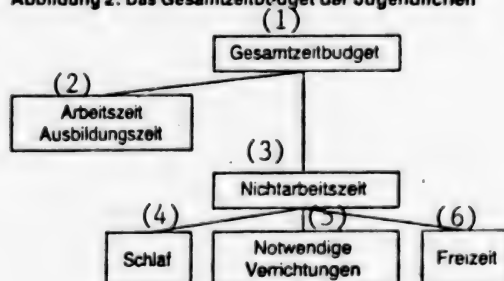 Abbildung 2: Das Gesamtzeitbudget der Jugendlichen
(1)
Gesamtzeitbudget
(2)
Arbeitszeit
Ausbildungszeit
(3)
Nichtarbeitszeit
(4) (5) (6)
Schlaf
Notwendige
Verrichtungen
Freizeit